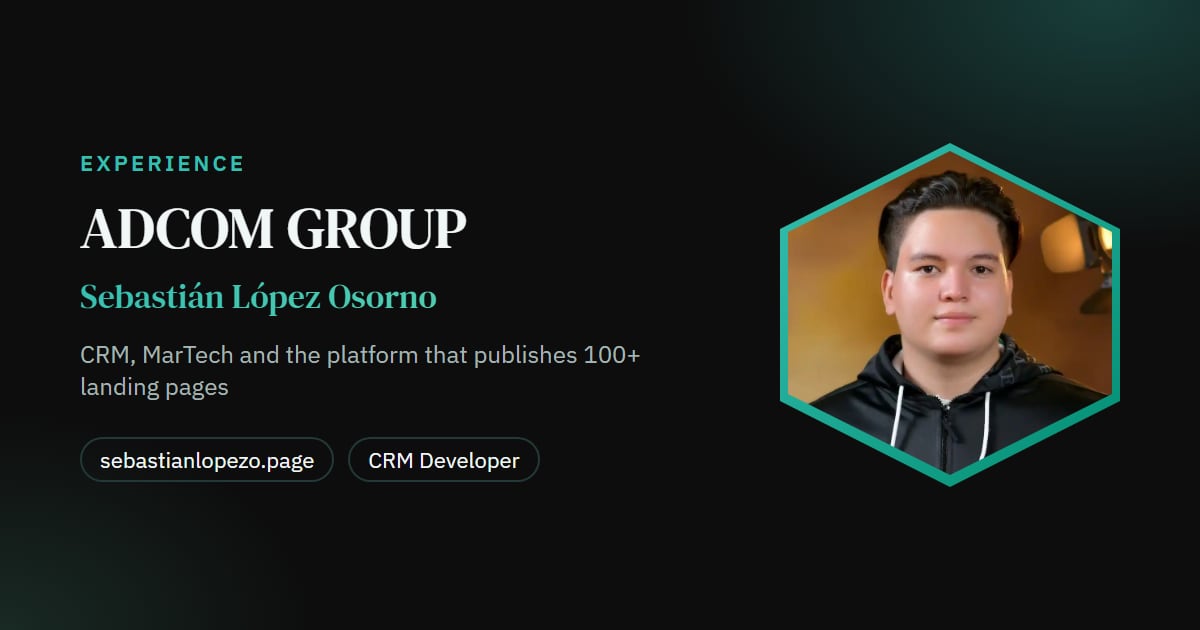 EXPERIENCE
ADCOM GROUP
Sebastián López Osorno
CRM, MarTech and the platform that publishes 100+
landing pages
sebastianlopezo.page
CRM Developer